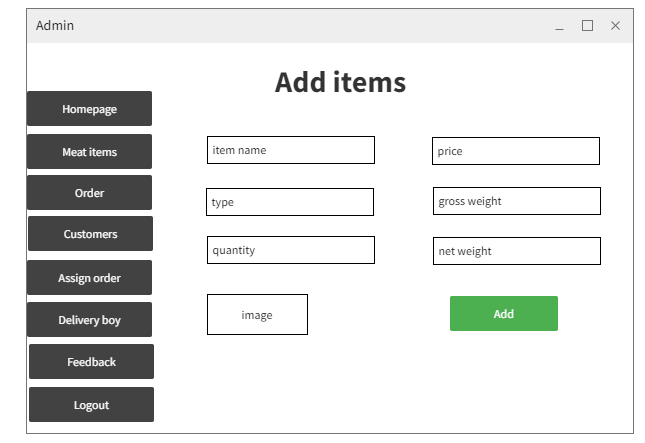 Admin
Add items
Homepage
Meat items
Order
Customers
Assign order
Delivery boy
Feedback
Logout
item name
price
type
gross weight
quantity
net weight
image
Add